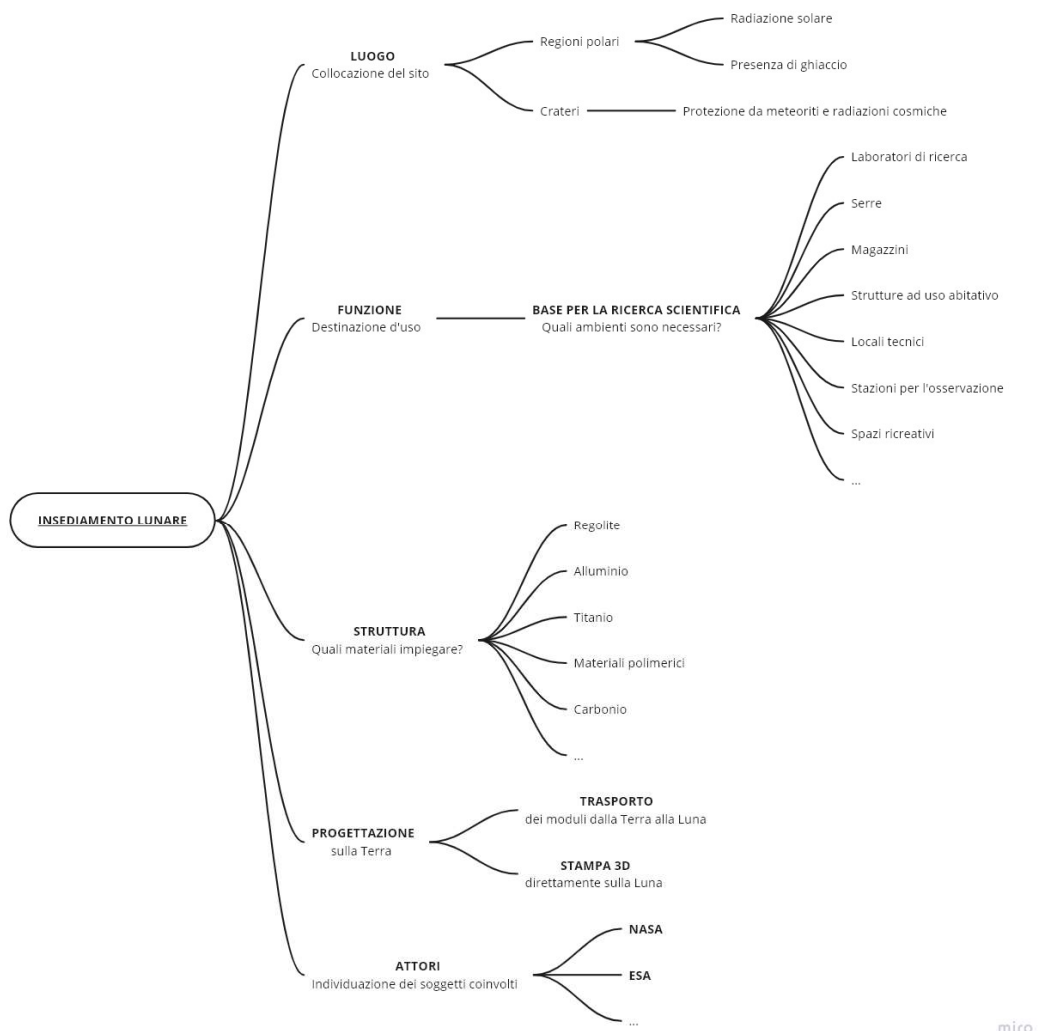 INSEDIAMENTO LUNARE
LUOGO
Collocazione del sito
Regioni polari
Radiazione solare
Presenza di ghiaccio
Crateri
Protezione da meteoriti e radiazioni cosmiche
FUNZIONE
Destinazione d'uso
BASE PER LA RICERCA SCIENTIFICA
Quali ambienti sono necessari?
Laboratori di ricerca
Serre
Magazzini
Strutture ad uso abitativo
Locali tecnici
Stazioni per l'osservazione
Spazi ricreativi
...
STRUTTURA
Quali materiali impiegare?
Regolite
Alluminio
Titanio
Materiali polimerici
Carbonio
...
PROGETTAZIONE
sulla Terra
TRASPORTO
dei moduli dalla Terra alla Luna
STAMPA 3D
direttamente sulla Luna
ATTORI
Individuazione dei soggetti coinvolti
NASA
ESA
...
miro